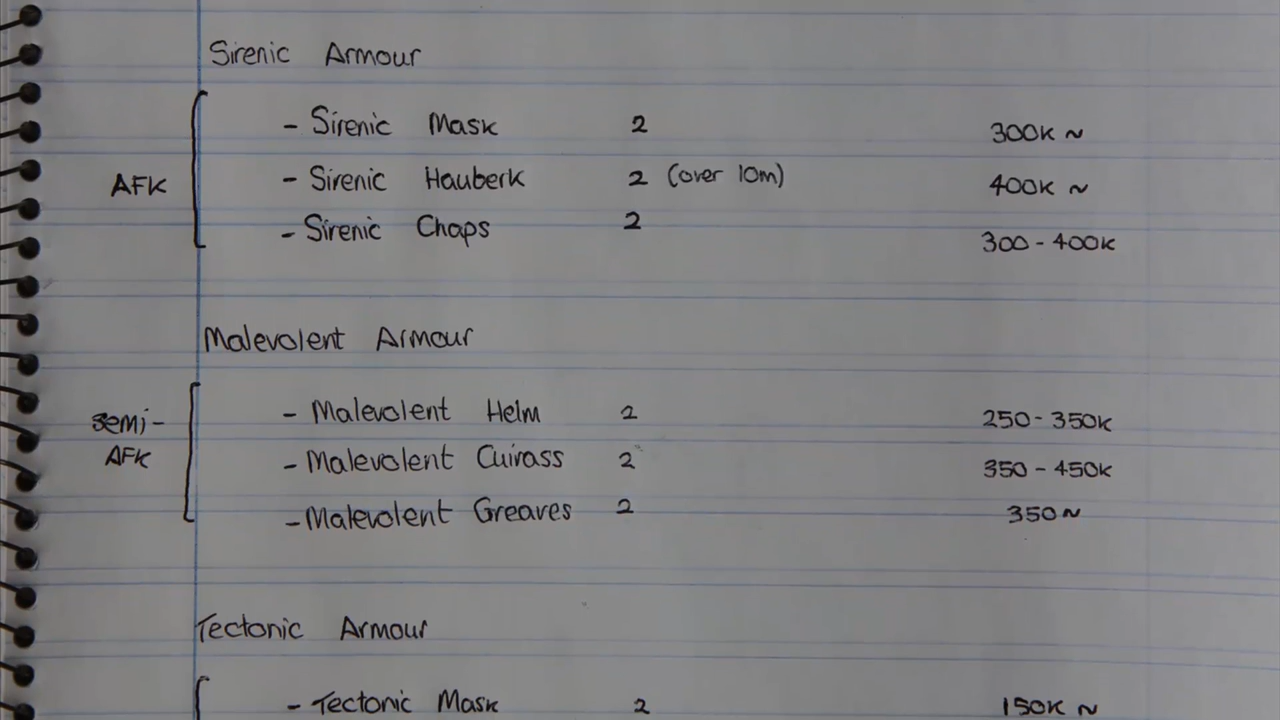 Sirenic Armour
- Sirenic Mask 2 300K ~
AFK - Sirenic Hauberk 2 (over 10m) 400K ~
- Sirenic Chaps 2 300 - 400K
Malevolent Armour
- Malevolent Helm 2 250 - 350K
Semi-
AFK - Malevolent Cuirass 2 350 - 450K
- Malevolent Greaves 2 350 ~
Tectonic Armour
- Tectonic Mask 2 150K ~